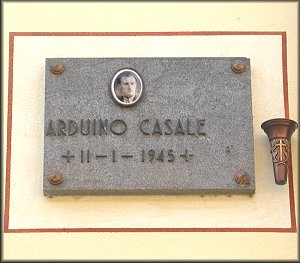 ARDUINO CASALE
+ 11 - 1 - 1945 +